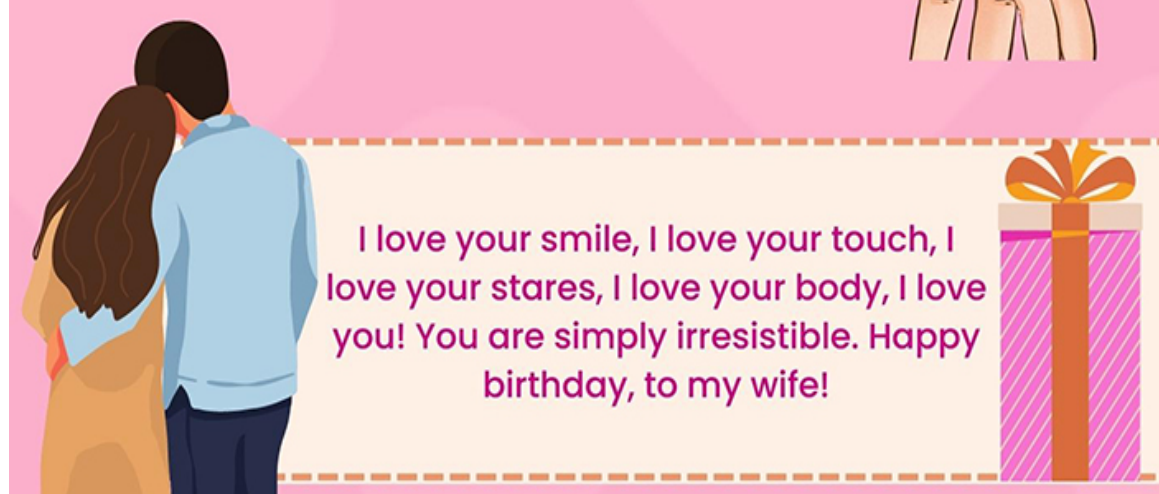 I love your smile, I love your touch, I
love your stares, I love your body, I love
you! You are simply irresistible. Happy
birthday, to my wife!